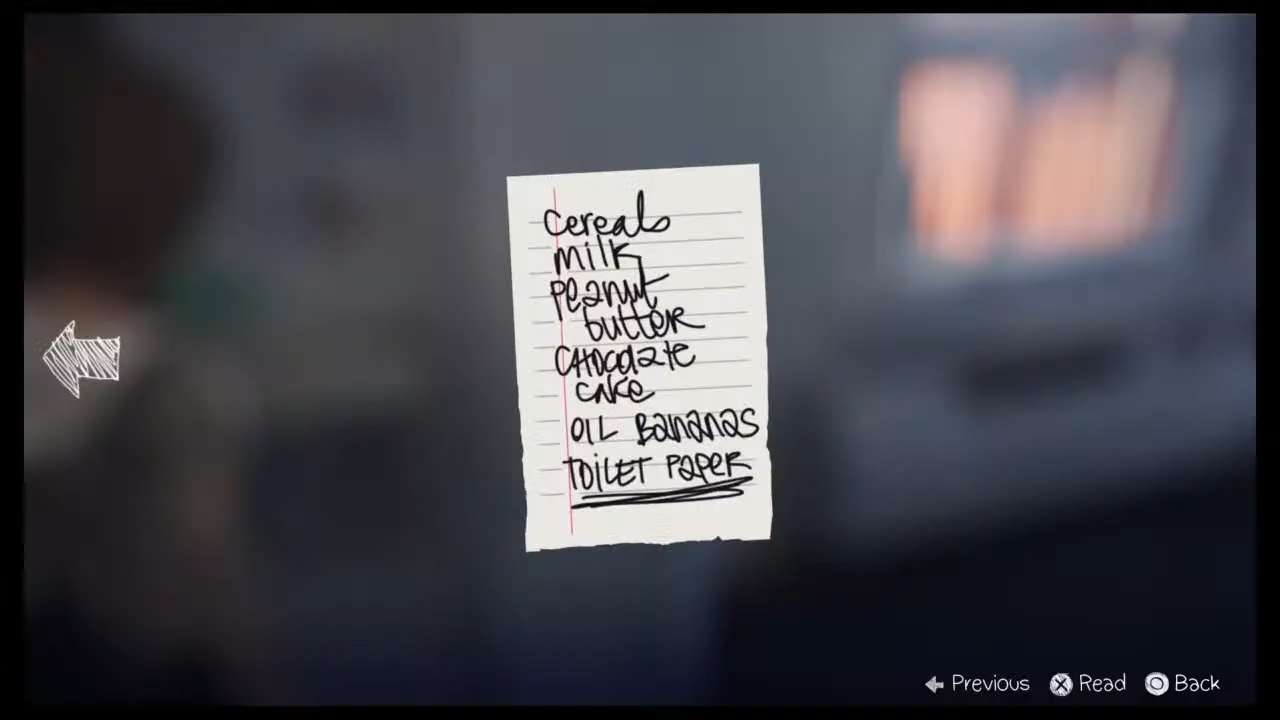 cereals
milk
peanut
butter
CHocolate
cake
OIL Bananas
TOILET PAPER
Previous Read Back